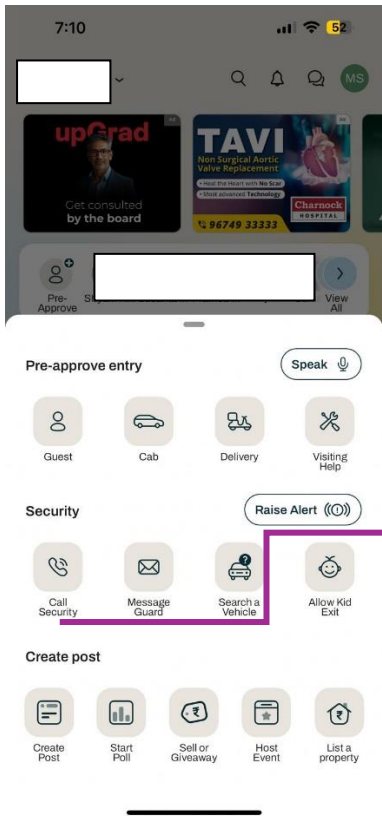 7:10
52
MS
upGrad
Ad
Get consulted
by the board
TAVI
Non Surgical Aortic
Valve Replacement
• Heal the Heart with No Scar
• Most advanced Technology
96749 33333
Charnock
HOSPITAL
Pre-
Approve
View
All
Pre-approve entry
Speak
Guest
Cab
Delivery
Visiting
Help
Security
Raise Alert
Call
Security
Message
Guard
Search a
Vehicle
Allow Kid
Exit
Create post
Create
Post
Start
Poll
Sell or
Giveaway
Host
Event
List a
property